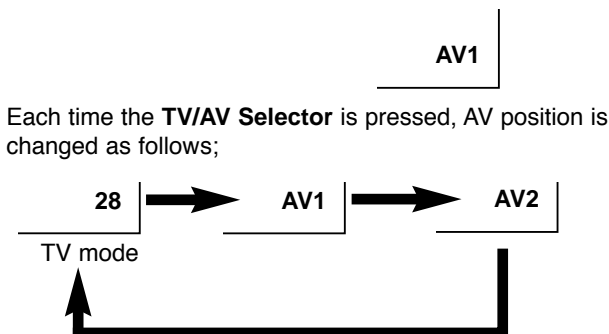 AV1
Each time the TV/AV Selector is pressed, AV position is
changed as follows;
28 AV1 AV2
TV mode